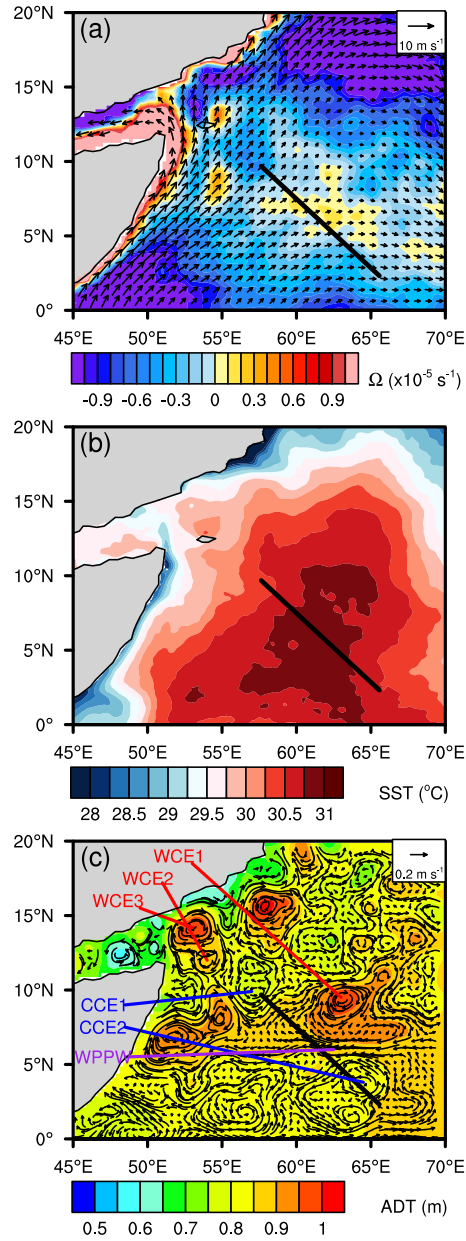 20°N
(a)
10 m s⁻¹
15°N
10°N
5°N
0°
45°E 50°E 55°E 60°E 65°E 70°E
-0.9 -0.6 -0.3 0 0.3 0.6 0.9
Ω (x10⁻⁵ s⁻¹)
20°N
(b)
15°N
10°N
5°N
0°
45°E 50°E 55°E 60°E 65°E 70°E
28 28.5 29 29.5 30 30.5 31
SST (°C)
20°N
(c)
WCE1
0.2 m s⁻¹
WCE2
WCE3
15°N
10°N
CCE1
CCE2
WPPW
5°N
0°
45°E 50°E 55°E 60°E 65°E 70°E
0.5 0.6 0.7 0.8 0.9 1
ADT (m)